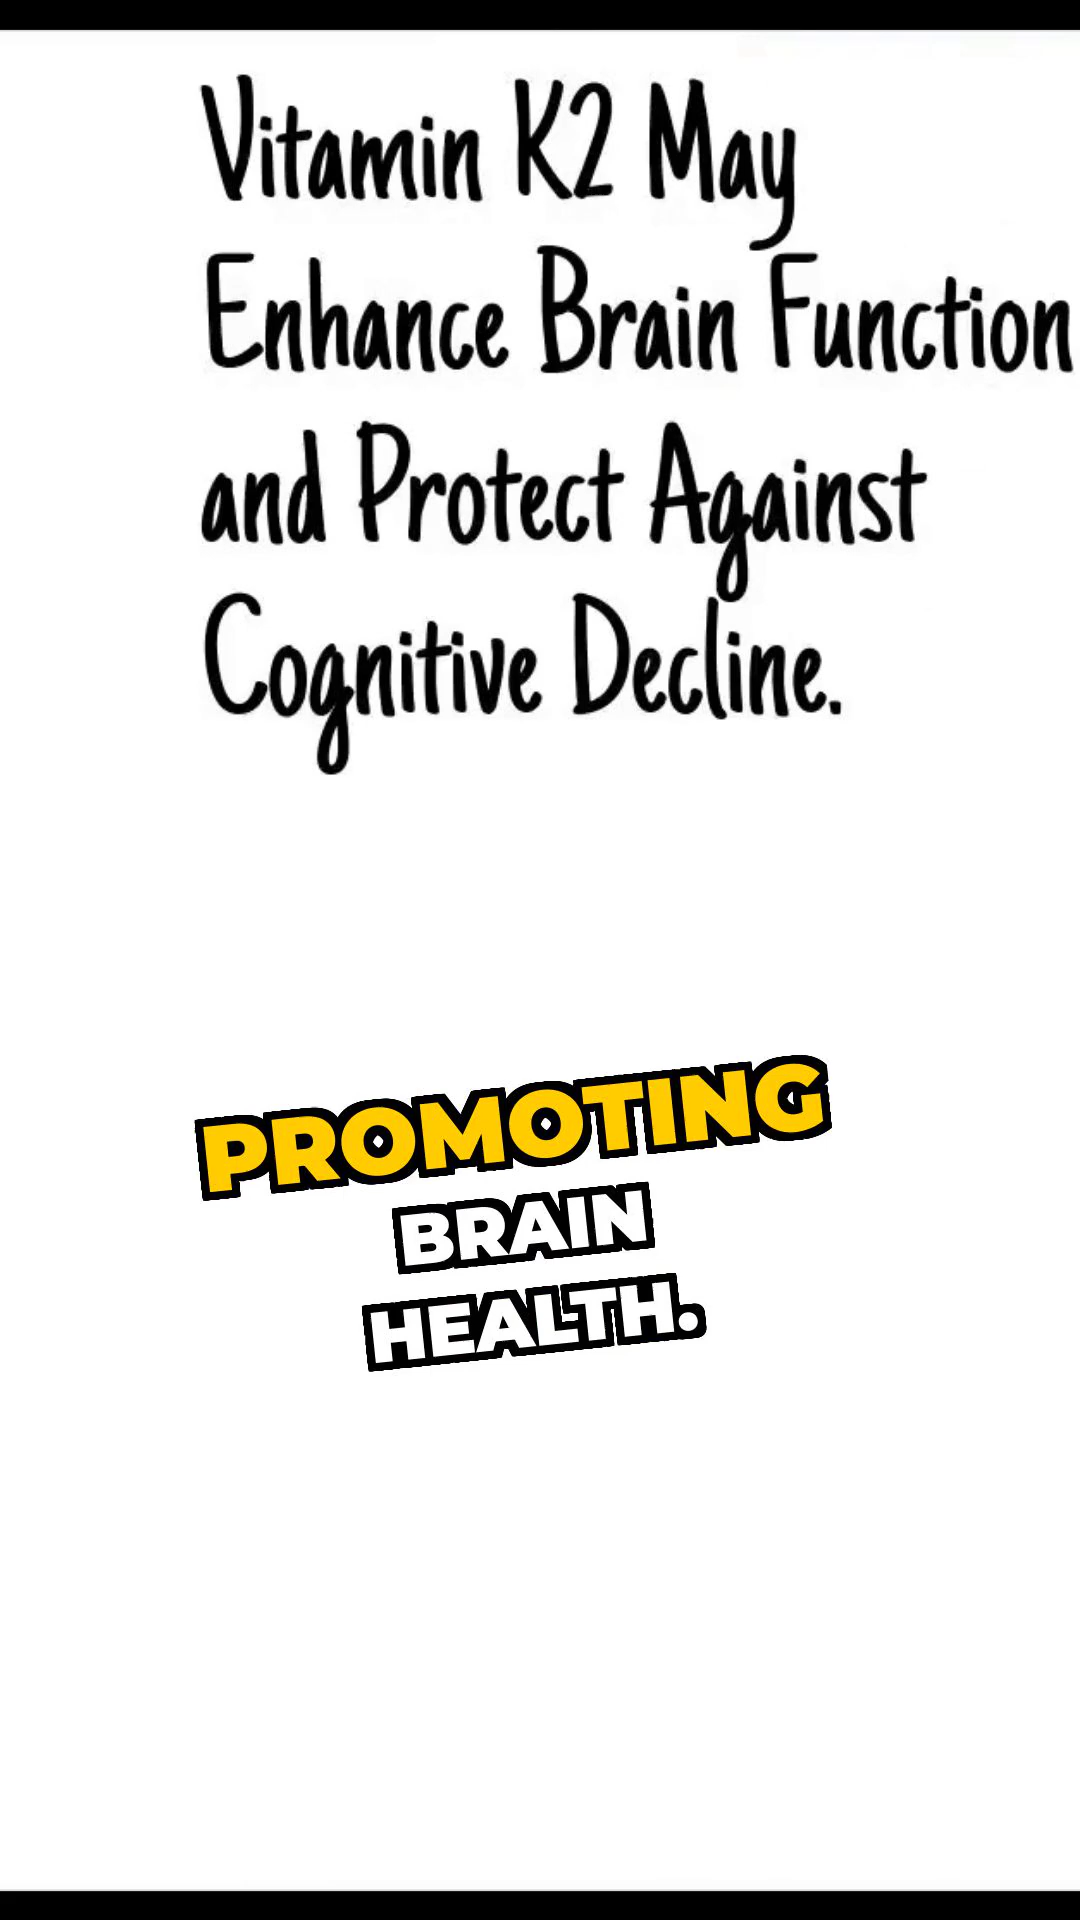 Vitamin K2 May
Enhance Brain Function
and Protect Against
Cognitive Decline.
PROMOTING
BRAIN
HEALTH.